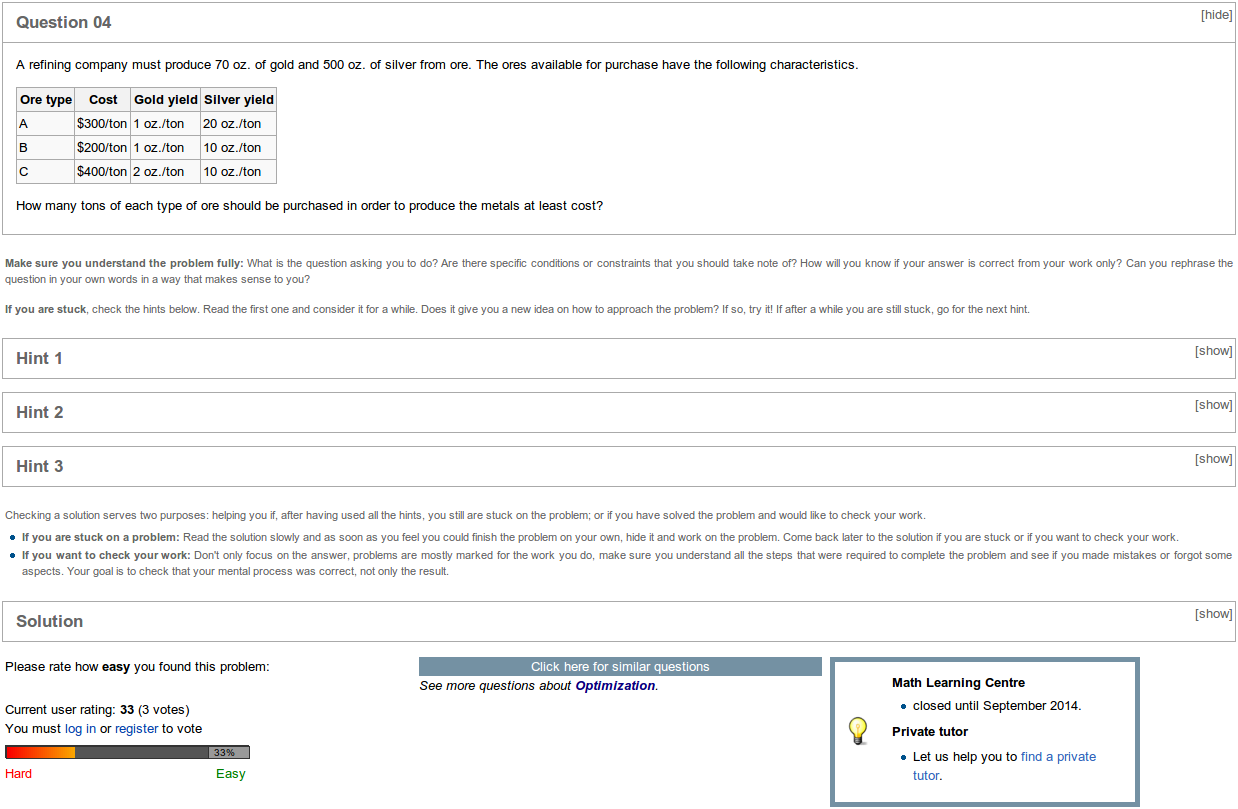 Question 04
[hide]
A refining company must produce 70 oz. of gold and 500 oz. of silver from ore. The ores available for purchase have the following characteristics.
Ore type Cost Gold yield Silver yield
A $300/ton 1 oz./ton 20 oz./ton
B $200/ton 1 oz./ton 10 oz./ton
C $400/ton 2 oz./ton 10 oz./ton
How many tons of each type of ore should be purchased in order to produce the metals at least cost?
Make sure you understand the problem fully: What is the question asking you to do? Are there specific conditions or constraints that you should take note of? How will you know if your answer is correct from your work only? Can you rephrase the
question in your own words in a way that makes sense to you?
If you are stuck, check the hints below. Read the first one and consider it for a while. Does it give you a new idea on how to approach the problem? If so, try it! If after a while you are still stuck, go for the next hint.
Hint 1
[show]
Hint 2
[show]
Hint 3
[show]
Checking a solution serves two purposes: helping you if, after having used all the hints, you still are stuck on the problem; or if you have solved the problem and would like to check your work.
If you are stuck on a problem: Read the solution slowly and as soon as you feel you could finish the problem on your own, hide it and work on the problem. Come back later to the solution if you are stuck or if you want to check your work.
If you want to check your work: Don't only focus on the answer, problems are mostly marked for the work you do, make sure you understand all the steps that were required to complete the problem and see if you made mistakes or forgot some
aspects. Your goal is to check that your mental process was correct, not only the result.
Solution
[show]
Please rate how easy you found this problem:
Current user rating: 33 (3 votes)
You must log in or register to vote
33%
Hard Easy
Click here for similar questions
See more questions about Optimization.
Math Learning Centre
closed until September 2014.
Private tutor
Let us help you to find a private
tutor.